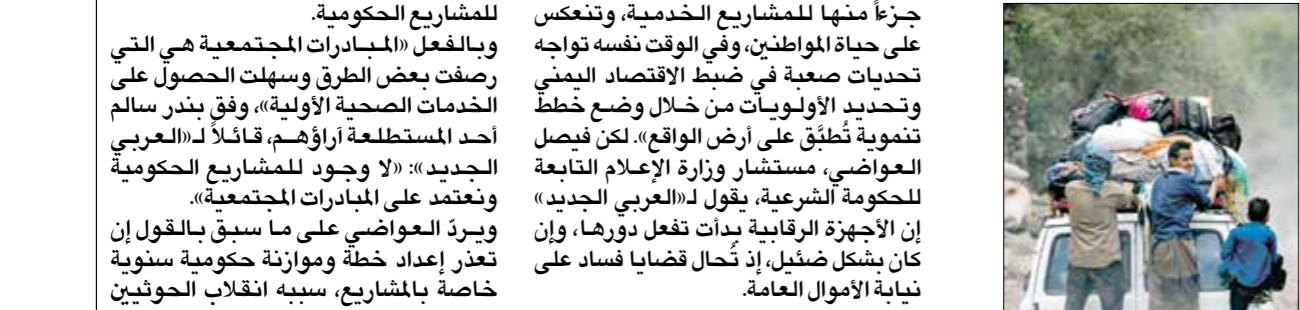 جزءاً منها للمشاريع الخدمية، وتنعكس
على حياة المواطنين، وفي الوقت نفسه تواجه
تحديات صعبة في ضبط الاقتصاد اليمني
وتحديد الأولويات من خلال وضع خطط
تنموية تُطبَّق على أرض الواقع». لكن فيصل
العواضي، مستشار وزارة الإعلام التابعة
للحكومة الشرعية، يقول لـ«العربي الجديد»
إن الأجهزة الرقابية بدأت تفعل دورها، وإن
كان بشكل ضئيل، إذ تُحال قضايا فساد على
نيابة الأموال العامة.
للمشاريع الحكومية.
وبالفعل «المبادرات المجتمعية هي التي
رصفت بعض الطرق وسهلت الحصول على
الخدمات الصحية الأولية»، وفق بندر سالم
أحد المستطلعة آراؤهم، قائلاً لـ«العربي
الجديد»: «لا وجود للمشاريع الحكومية
ونعتمد على المبادرات المجتمعية».
ويردّ العواضي على ما سبق بالقول إن
تعذر إعداد خطة وموازنة حكومية سنوية
خاصة بالمشاريع، سببه انقلاب الحوثيين